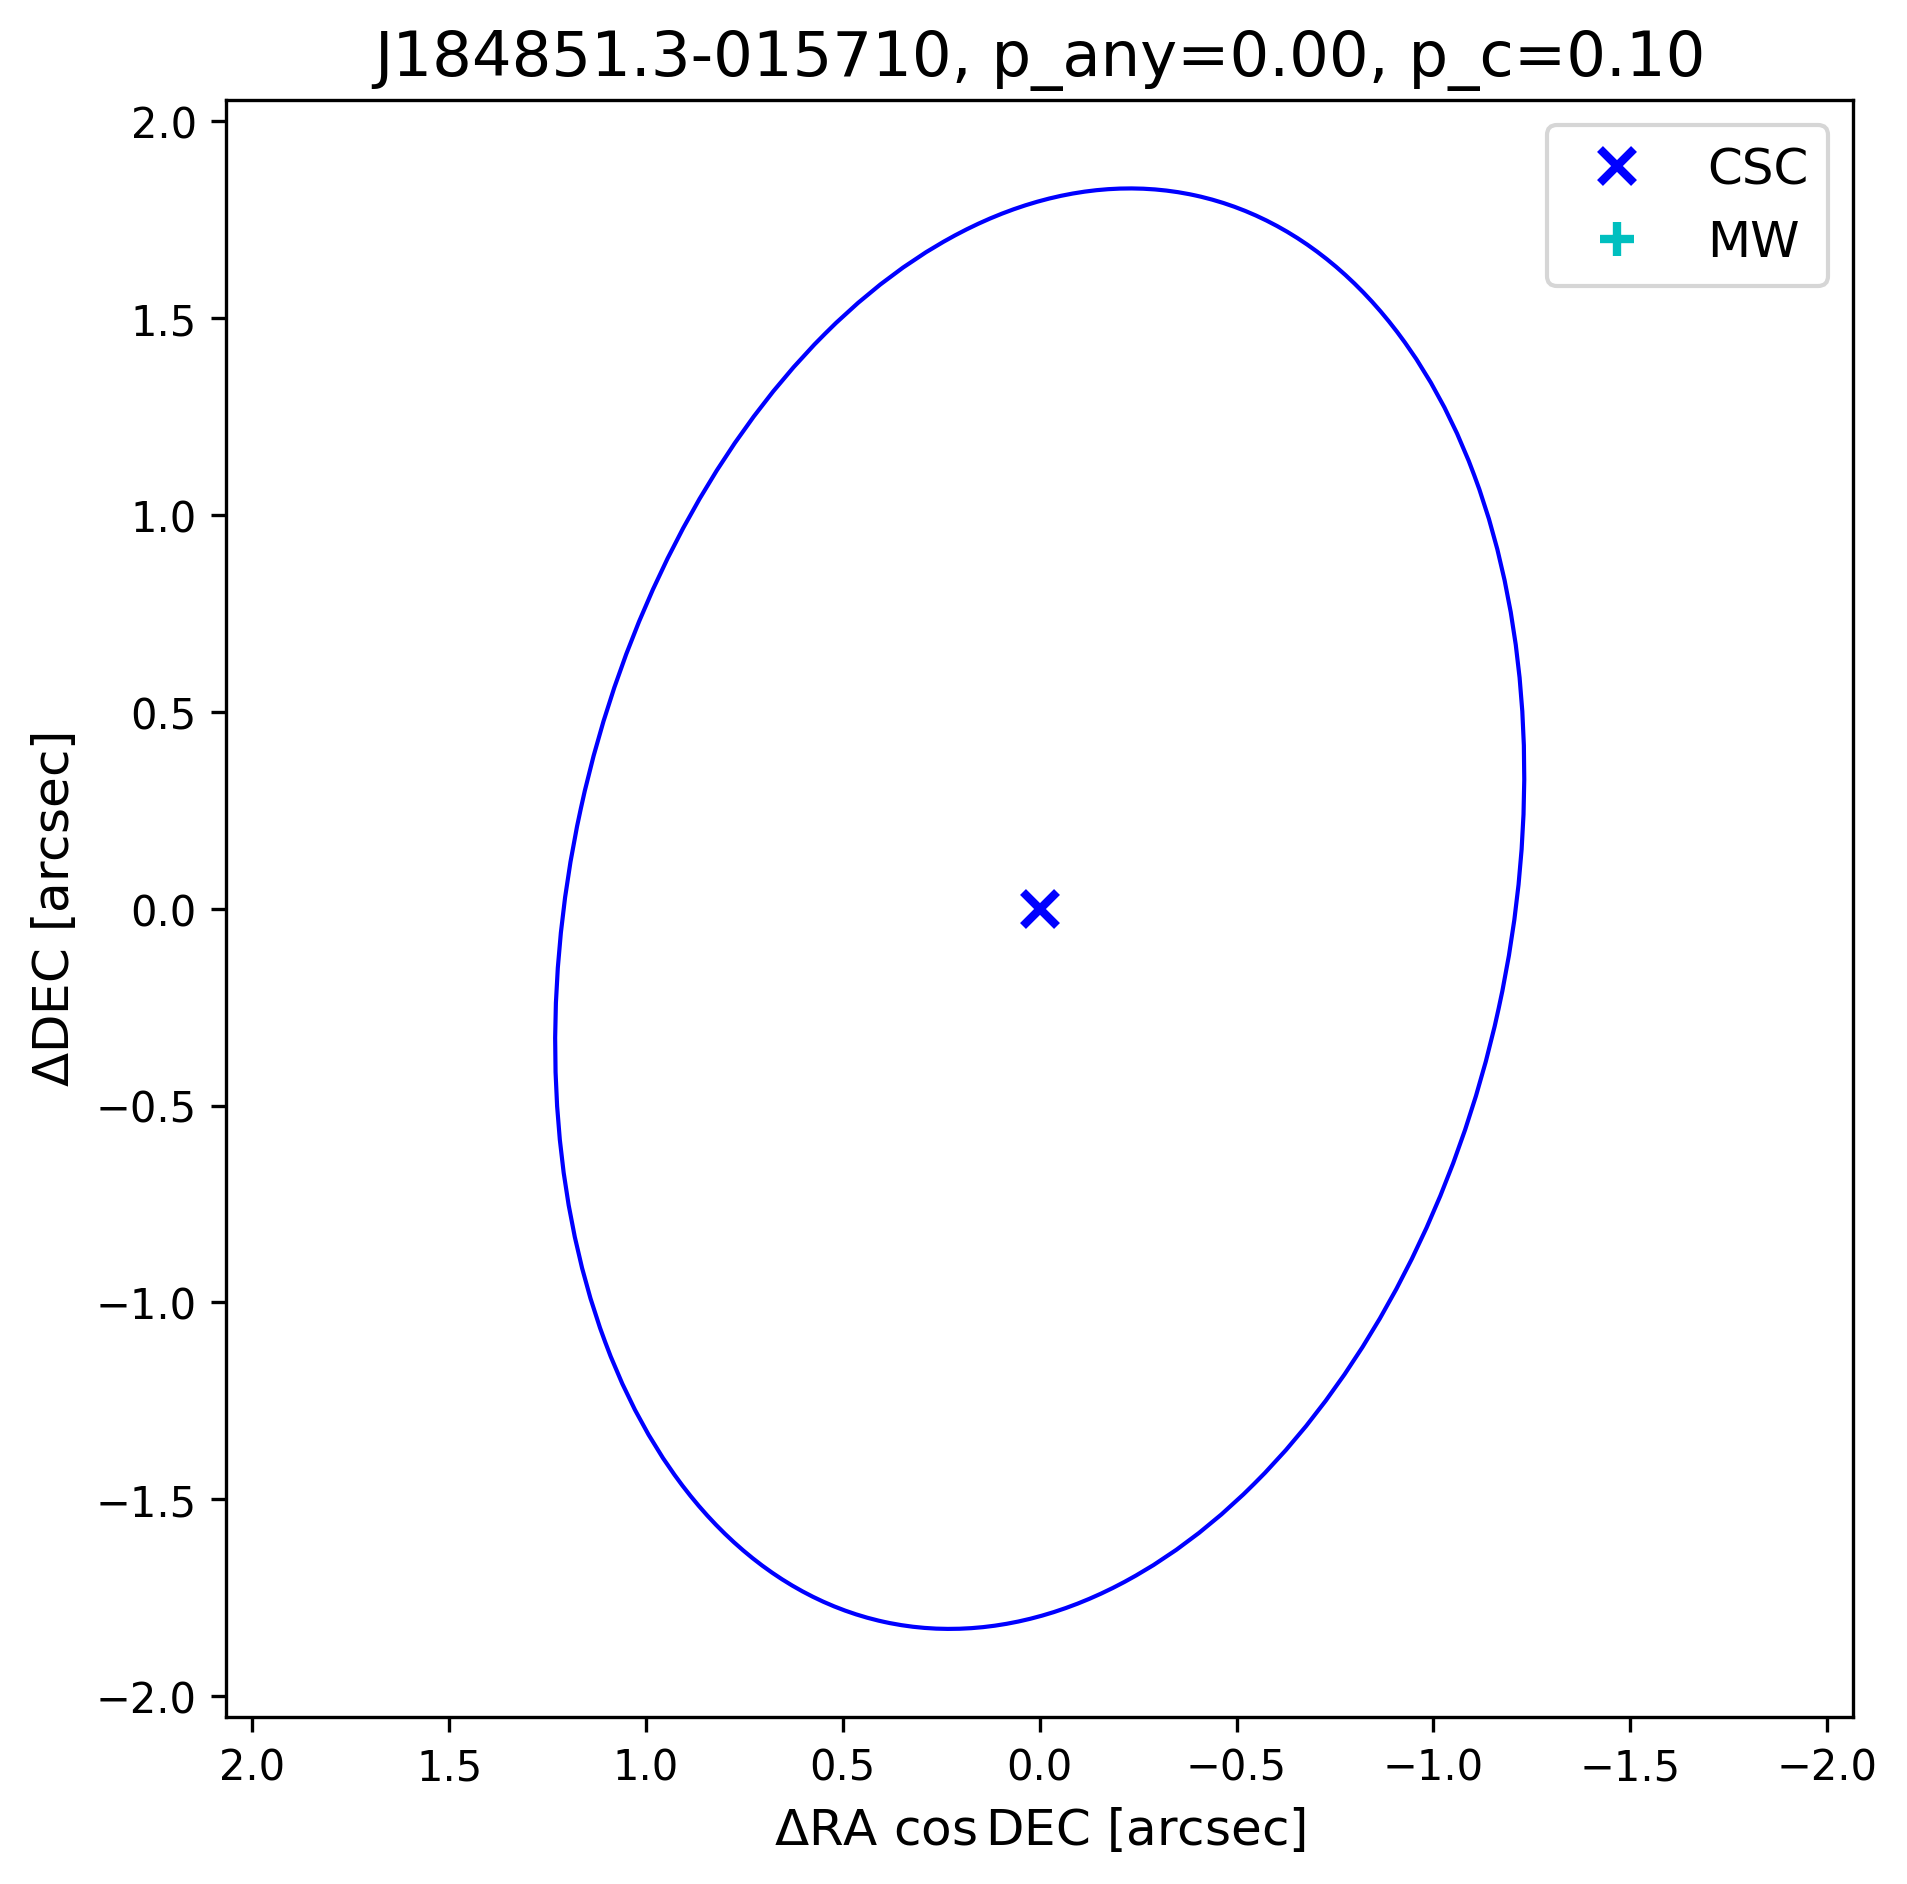 J184851.3-015710, p_any=0.00, p_c=0.10
CSC
MW
2.0
1.5
1.0
0.5
0.0
−0.5
−1.0
−1.5
−2.0
ΔDEC [arcsec]
2.0 1.5 1.0 0.5 0.0 −0.5 −1.0 −1.5 −2.0
ΔRA cos DEC [arcsec]